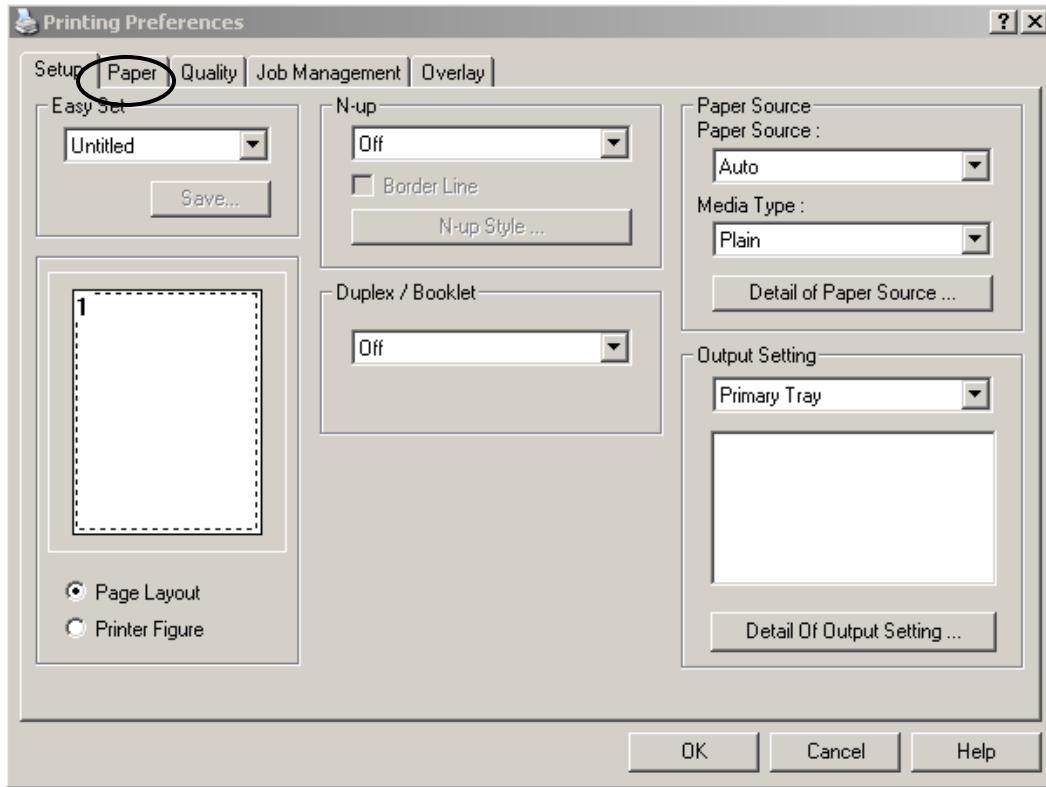 Printing Preferences
Setup Paper Quality Job Management Overlay
Easy Set
Untitled
Save...
1
Page Layout
Printer Figure
N-up
Off
Border Line
N-up Style ...
Duplex / Booklet
Off
Paper Source
Paper Source :
Auto
Media Type :
Plain
Detail of Paper Source ...
Output Setting
Primary Tray
Detail Of Output Setting ...
OK Cancel Help